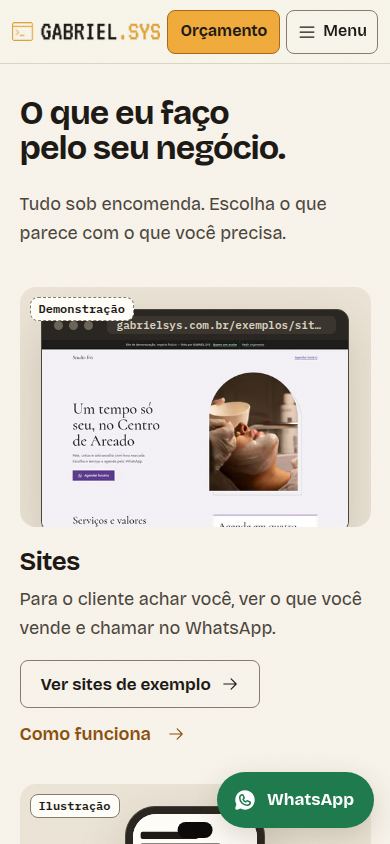 GABRIEL.SYS
Orçamento
Menu
O que eu faço
pelo seu negócio.
Tudo sob encomenda. Escolha o que
parece com o que você precisa.
Demonstração
gabrielsys.com.br/exemplos/sit…
Um tempo só
seu, no Centro
de Arcado
Serviços e valores
Sites
Para o cliente achar você, ver o que você
vende e chamar no WhatsApp.
Ver sites de exemplo
Como funciona
Ilustração
WhatsApp